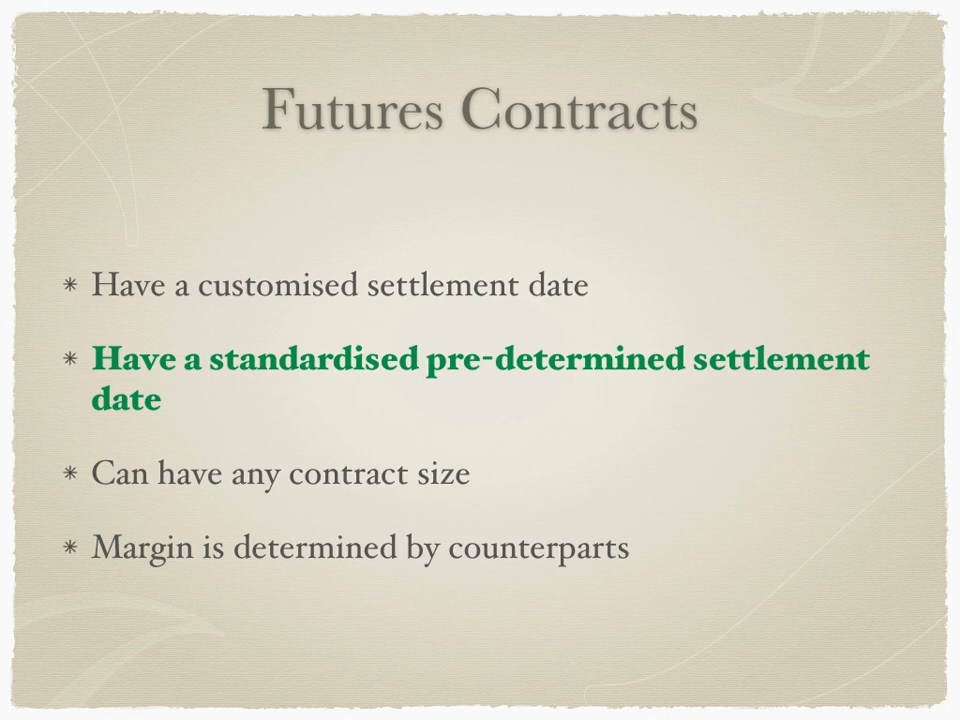 Futures Contracts
Have a customised settlement date
Have a standardised pre-determined settlement
date
Can have any contract size
Margin is determined by counterparts